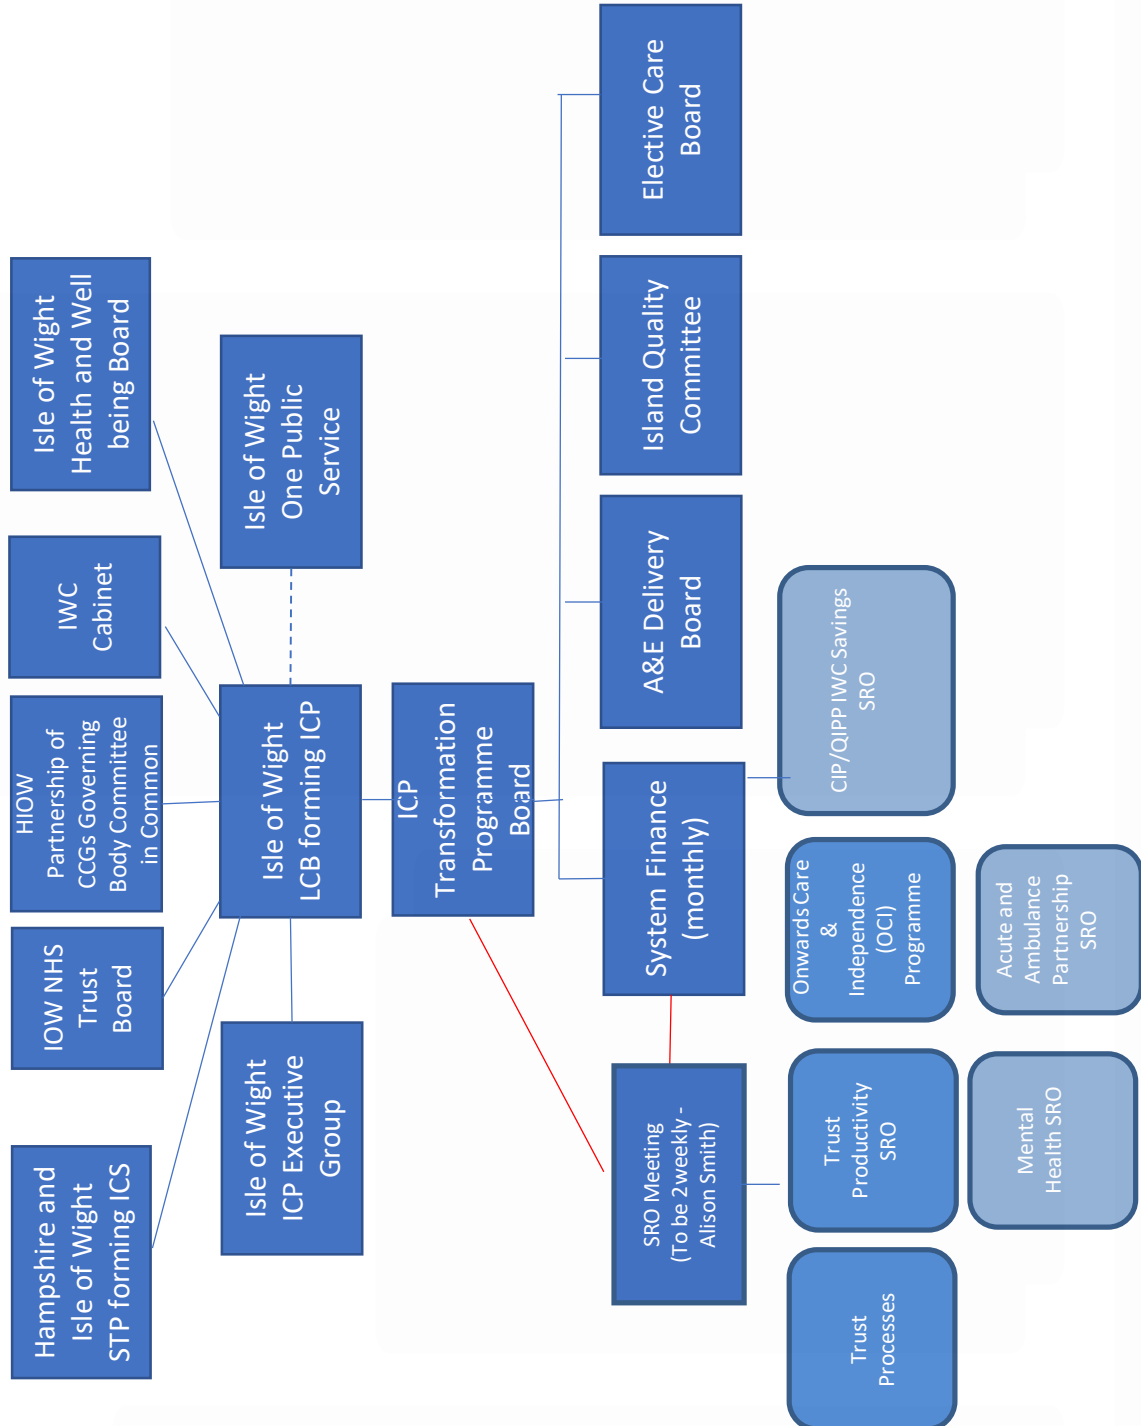 Hampshire and
Isle of Wight
STP forming ICS
IOW NHS
Trust
Board
HIOW
Partnership of
CCGs Governing
Body Committee
in Common
IWC
Cabinet
Isle of Wight
Health and Well
being Board
Isle of Wight
ICP Executive
Group
Isle of Wight
LCB forming ICP
Isle of Wight
One Public
Service
ICP
Transformation
Programme
Board
SRO Meeting
(To be 2weekly -
Alison Smith)
System Finance
(monthly)
A&E Delivery
Board
Island Quality
Committee
Elective Care
Board
Trust
Processes
Trust
Productivity
SRO
Onwards Care
&
Independence
(OCI)
Programme
CIP/QIPP IWC Savings
SRO
Mental
Health SRO
Acute and
Ambulance
Partnership
SRO